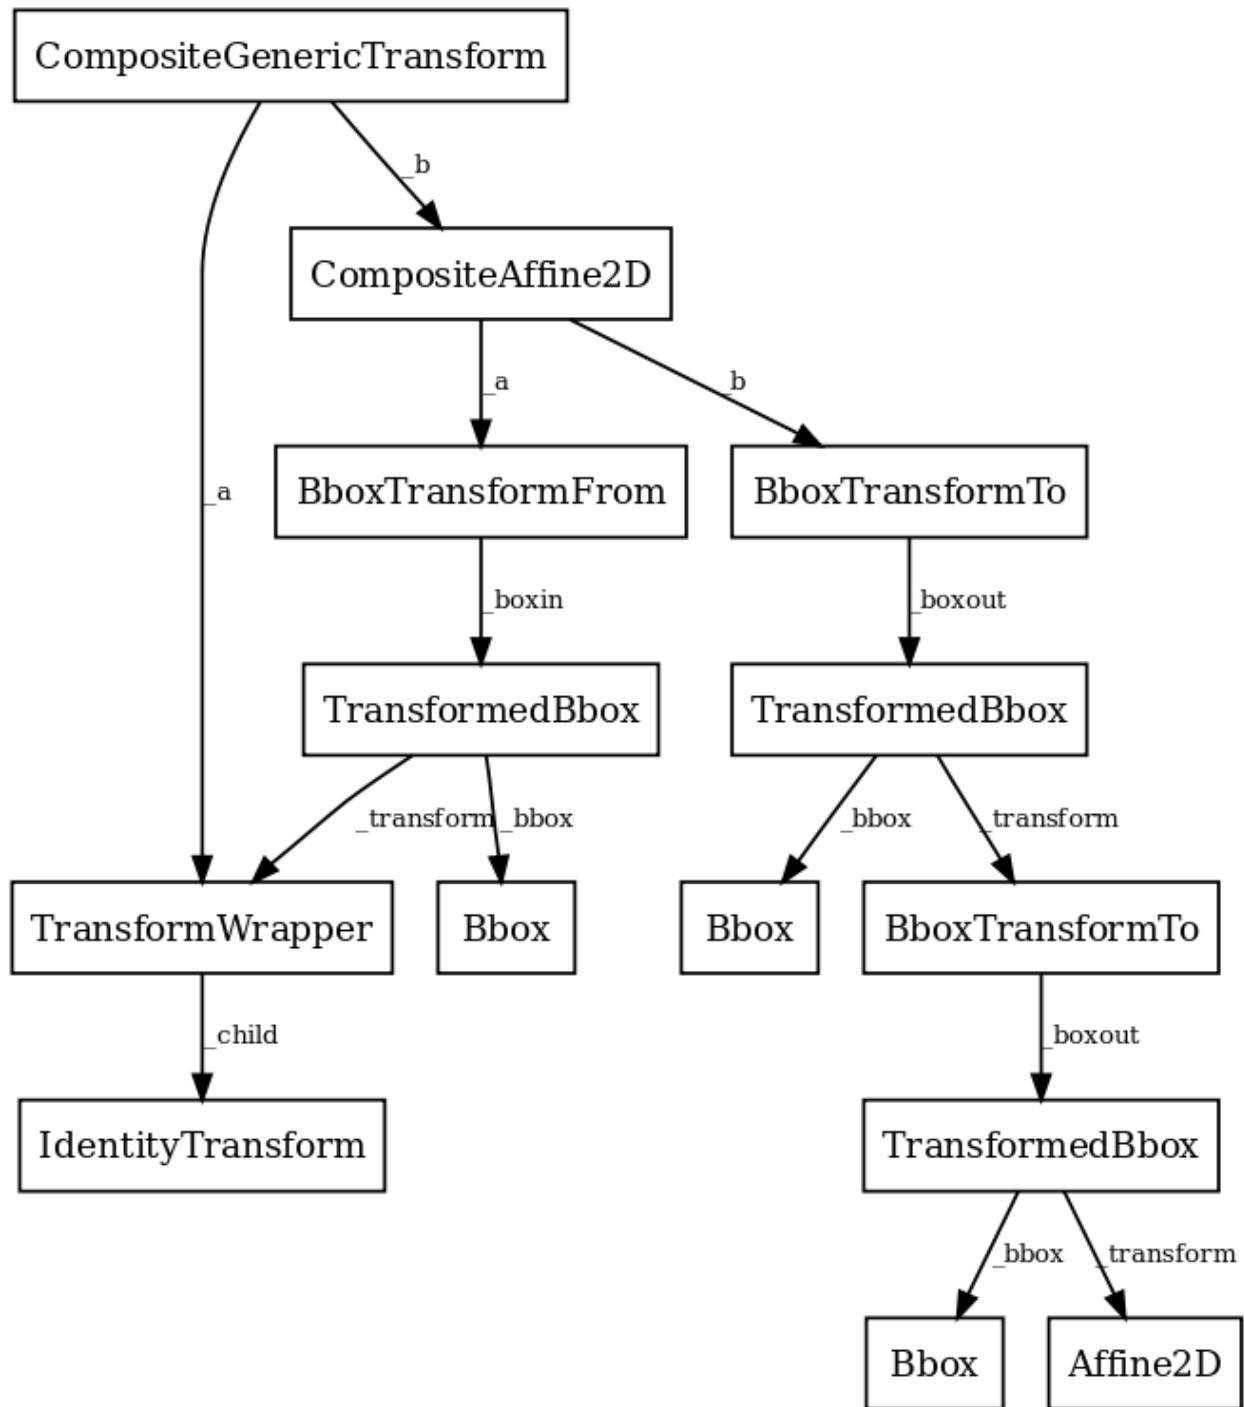 CompositeGenericTransform
_b
CompositeAffine2D
_a
_b
_a
BboxTransformFrom
BboxTransformTo
_boxin
_boxout
TransformedBbox
TransformedBbox
_transform
_bbox
_bbox
_transform
TransformWrapper
Bbox
Bbox
BboxTransformTo
_child
_boxout
IdentityTransform
TransformedBbox
_bbox
_transform
Bbox
Affine2D